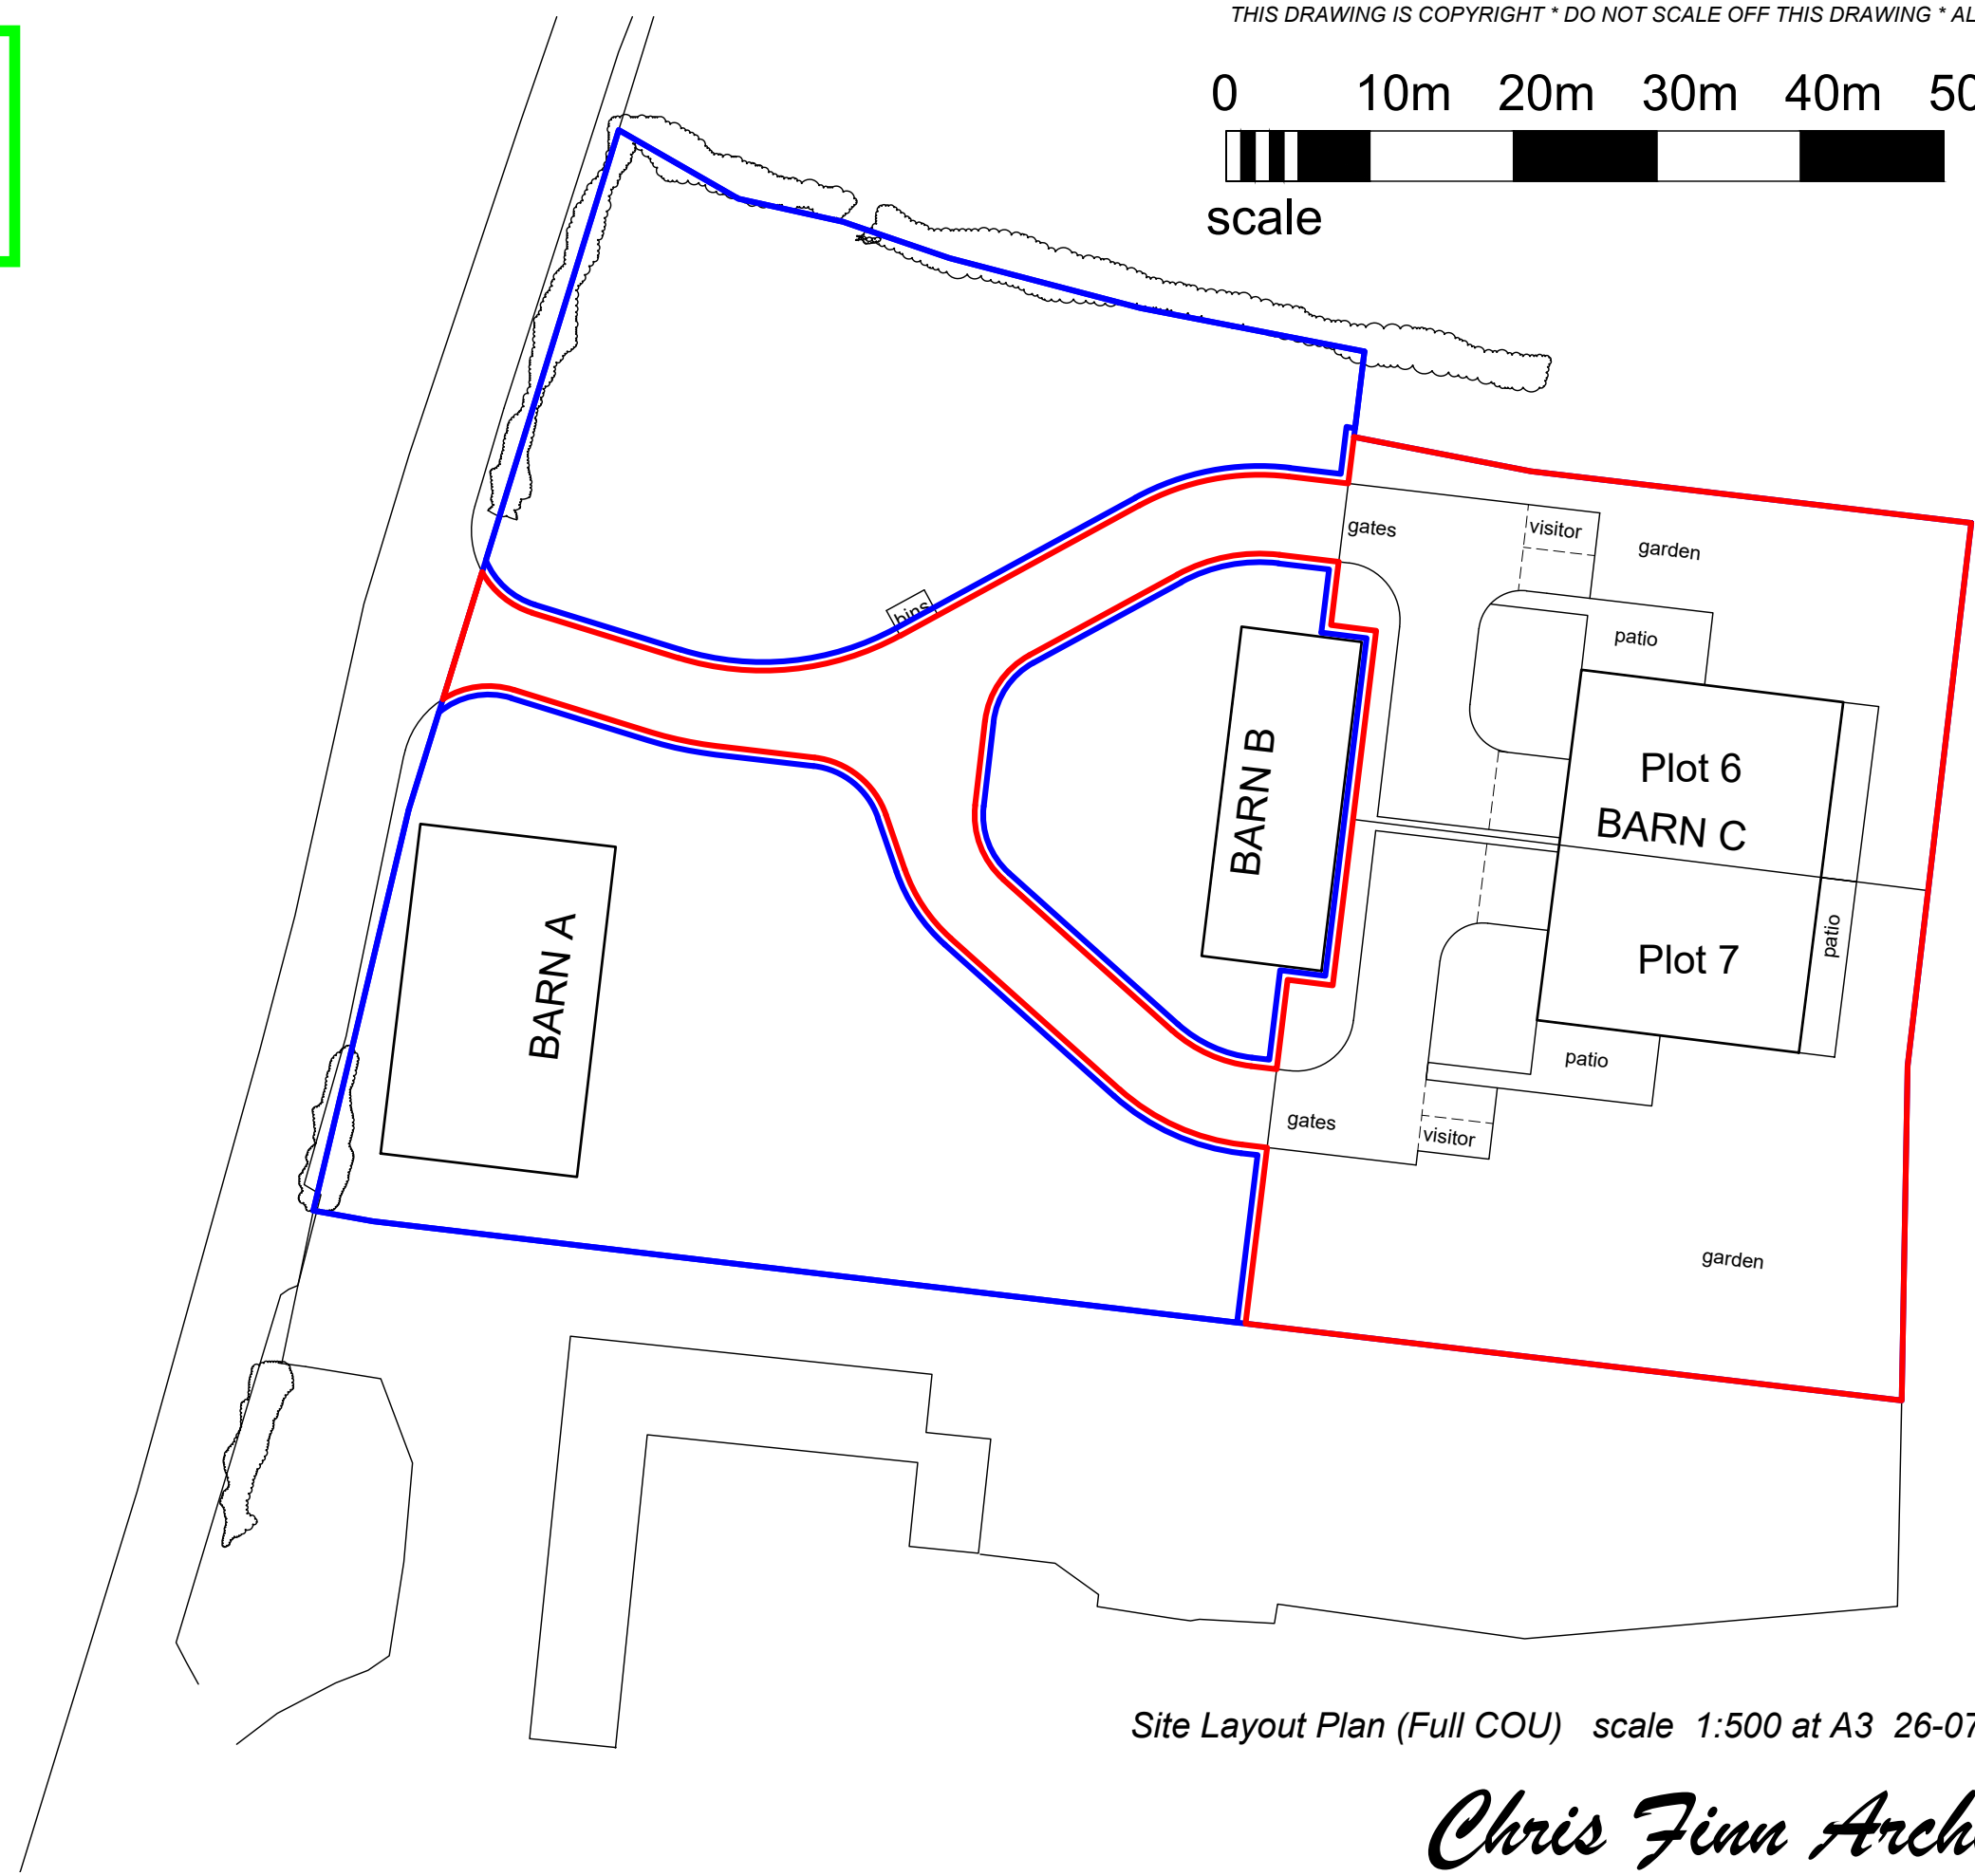 THIS DRAWING IS COPYRIGHT * DO NOT SCALE OFF THIS DRAWING * AL
0 10m 20m 30m 40m 50
scale
gates
visitor
garden
bins
patio
BARN B
Plot 6
BARN C
BARN A
Plot 7
patio
patio
gates
visitor
garden
Site Layout Plan (Full COU) scale 1:500 at A3 26-07
Chris Finn Arch